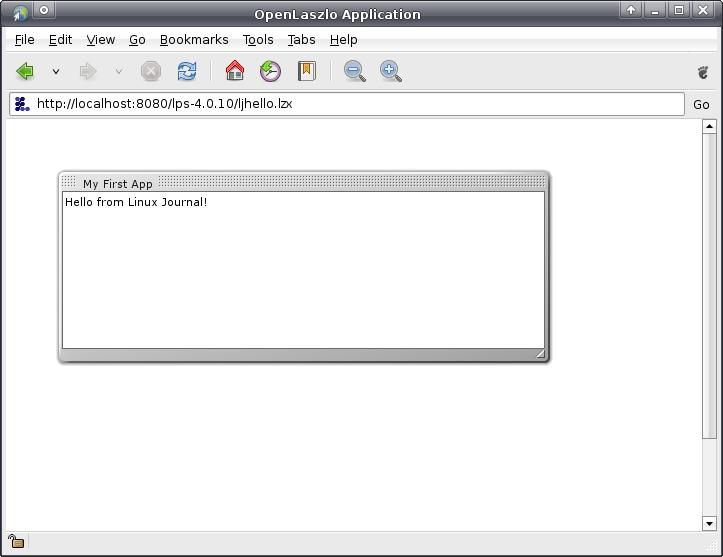 OpenLaszlo Application
File Edit View Go Bookmarks Tools Tabs Help
http://localhost:8080/lps-4.0.10/ljhello.lzx Go
My First App
Hello from Linux Journal!